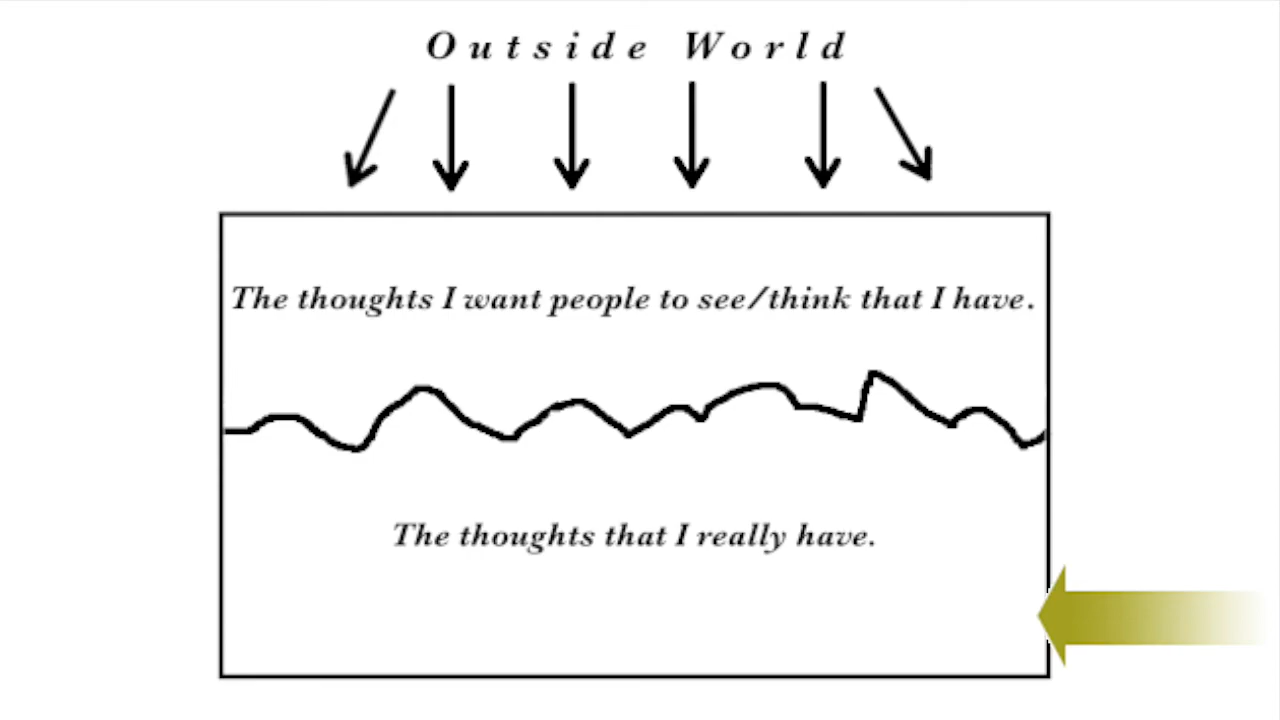 Outside World
The thoughts I want people to see/think that I have.
The thoughts that I really have.